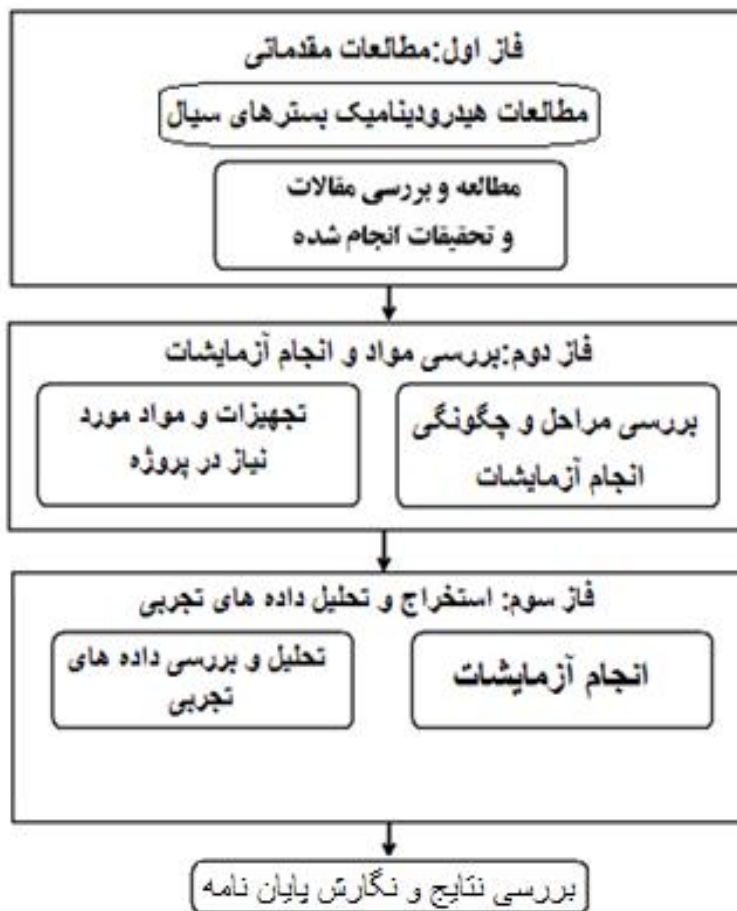 فاز اول:مطالعات مقدماتی
مطالعات هیدرودینامیک بسترهای سیال
مطالعه و بررسی مقالات
و تحقیقات انجام شده
فاز دوم:بررسی مواد و انجام آزمایشات
بررسی مراحل و چگونگی
انجام آزمایشات
تجهیزات و مواد مورد
نیاز در پروژه
فاز سوم: استخراج و تحلیل داده های تجربی
انجام آزمایشات
تحلیل و بررسی داده های
تجربی
بررسی نتایج و نگارش پایان نامه